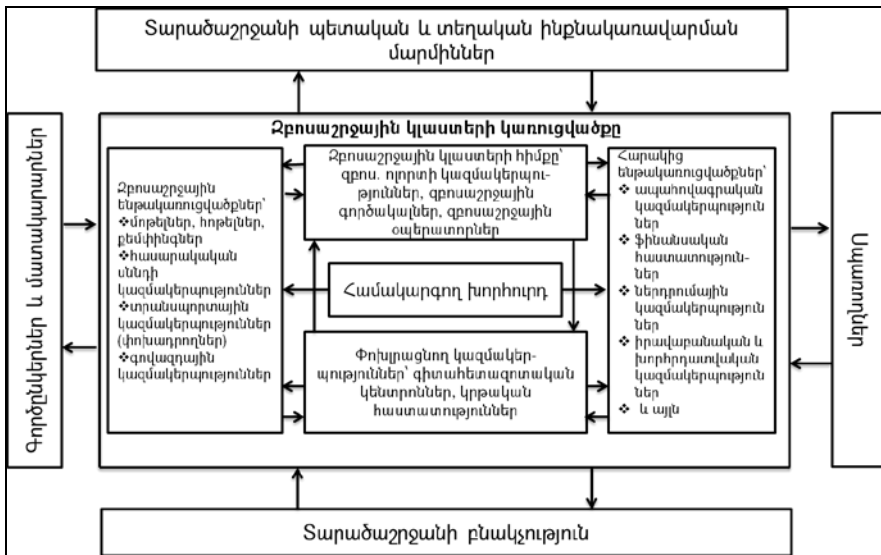 Տարածաշրջանի պետական և տեղական ինքնակառավարման
մարմիններ
Գործընկերներ և մատակարարներ
Զբոսաշրջային կլաստերի կառուցվածքը
Զբոսաշրջային
ենթակառուցվածքներ՝
❖մոթելներ, հոթելներ,
քեմփինգներ
❖հասարակական
սննդի
կազմակերպություններ
❖տրանսպորտային
կազմակերպություններ
(փոխադրողներ)
❖գովազդային
կազմակերպություններ
Զբոսաշրջային կլաստերի հիմքը՝
զբոս. ոլորտի կազմակերպու-
թյուններ, զբոսաշրջային
գործակալներ, զբոսաշրջային
օպերատորներ
Համակարգող խորհուրդ
Փոխլրացնող կազմակեր-
պություններ՝ գիտահետազոտական
կենտրոններ, կրթական
հաստատություններ
Հարակից
ենթակառուցվածքներ՝
❖ ապահովագրական
կազմակերպություն
ներ
❖ֆինանսական
հաստատություն-
ներ
❖ներդրումային
կազմակերպություն
ներ
❖իրավաբանական և
խորհրդատվական
կազմակերպություն
ներ
❖ և այլն
Սպառողներ
Տարածաշրջանի բնակչություն